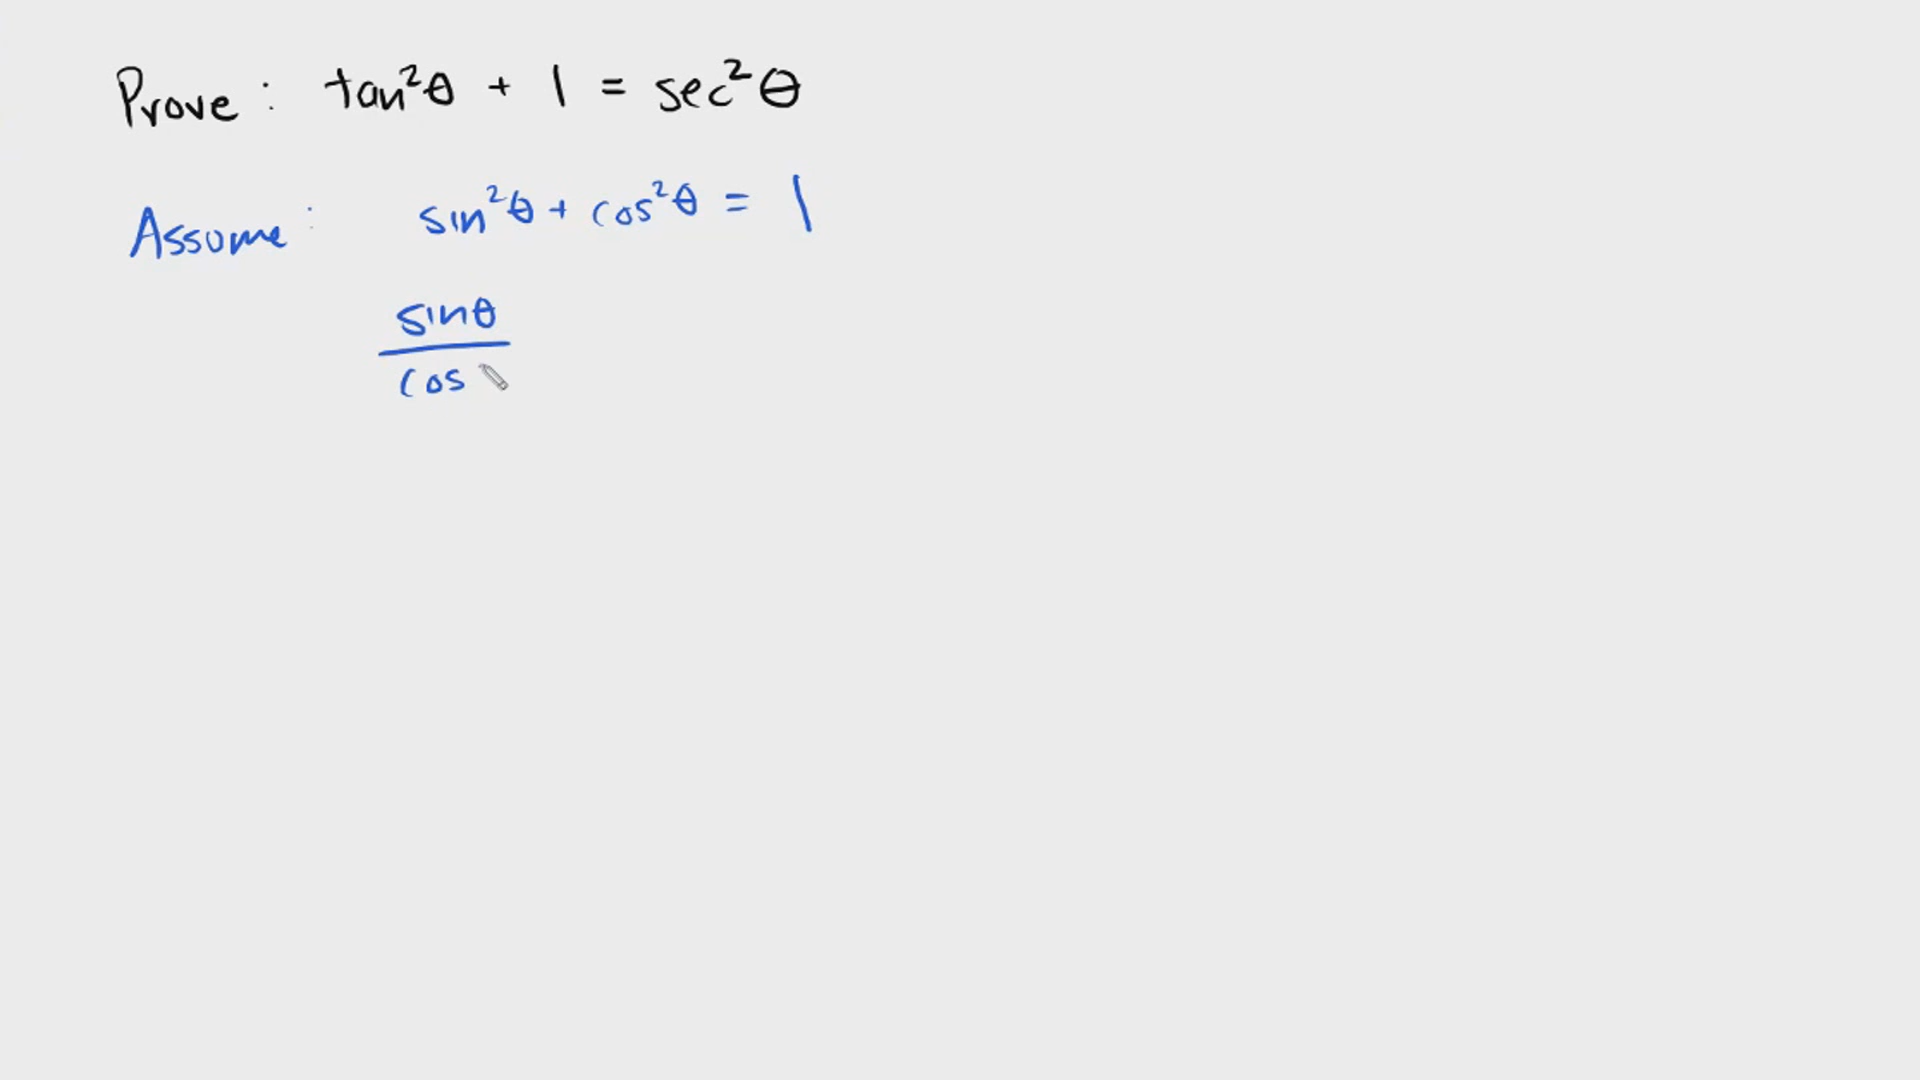 Prove: tan²θ + 1 = sec²θ
Assume: sin²θ + cos²θ = 1
sinθ
cos